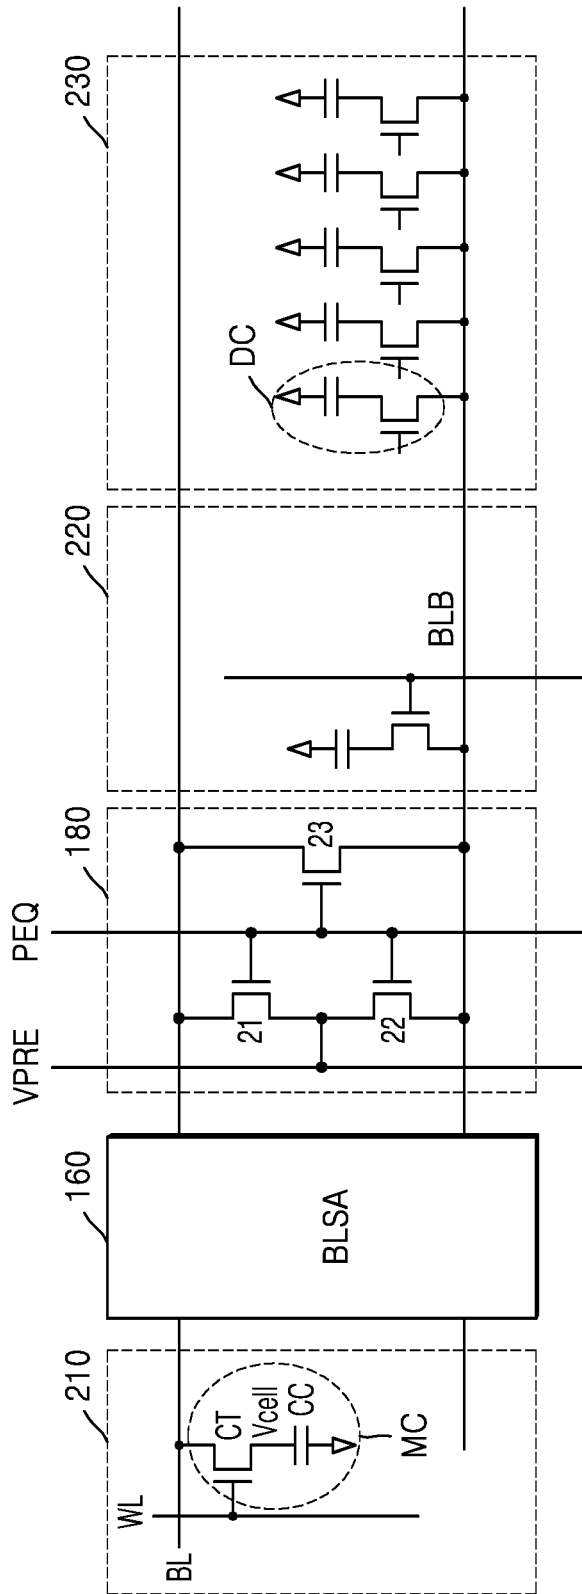 210
160
180
220
230
VPRE
PEQ
WL
BL
CT
Vcell
CC
MC
BLSA
21
22
23
BLB
DC